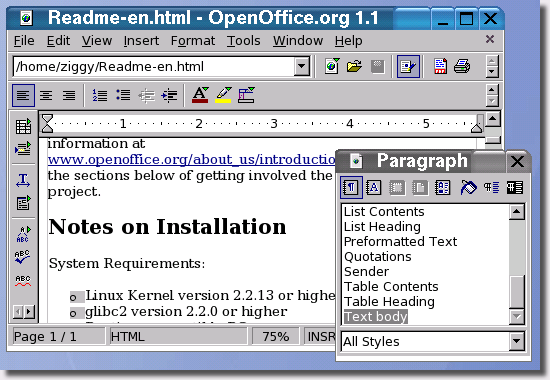 Readme-en.html - OpenOffice.org 1.1
File Edit View Insert Format Tools Window Help
/home/ziggy/Readme-en.html
1 2 3 4 5
information at
www.openoffice.org/about_us/introductio
the sections below of getting involved the
project.
Notes on Installation
System Requirements:
Linux Kernel version 2.2.13 or highe
glibc2 version 2.2.0 or higher
Page 1 / 1 HTML 75% INSR
Paragraph
List Contents
List Heading
Preformatted Text
Quotations
Sender
Table Contents
Table Heading
Text body
All Styles